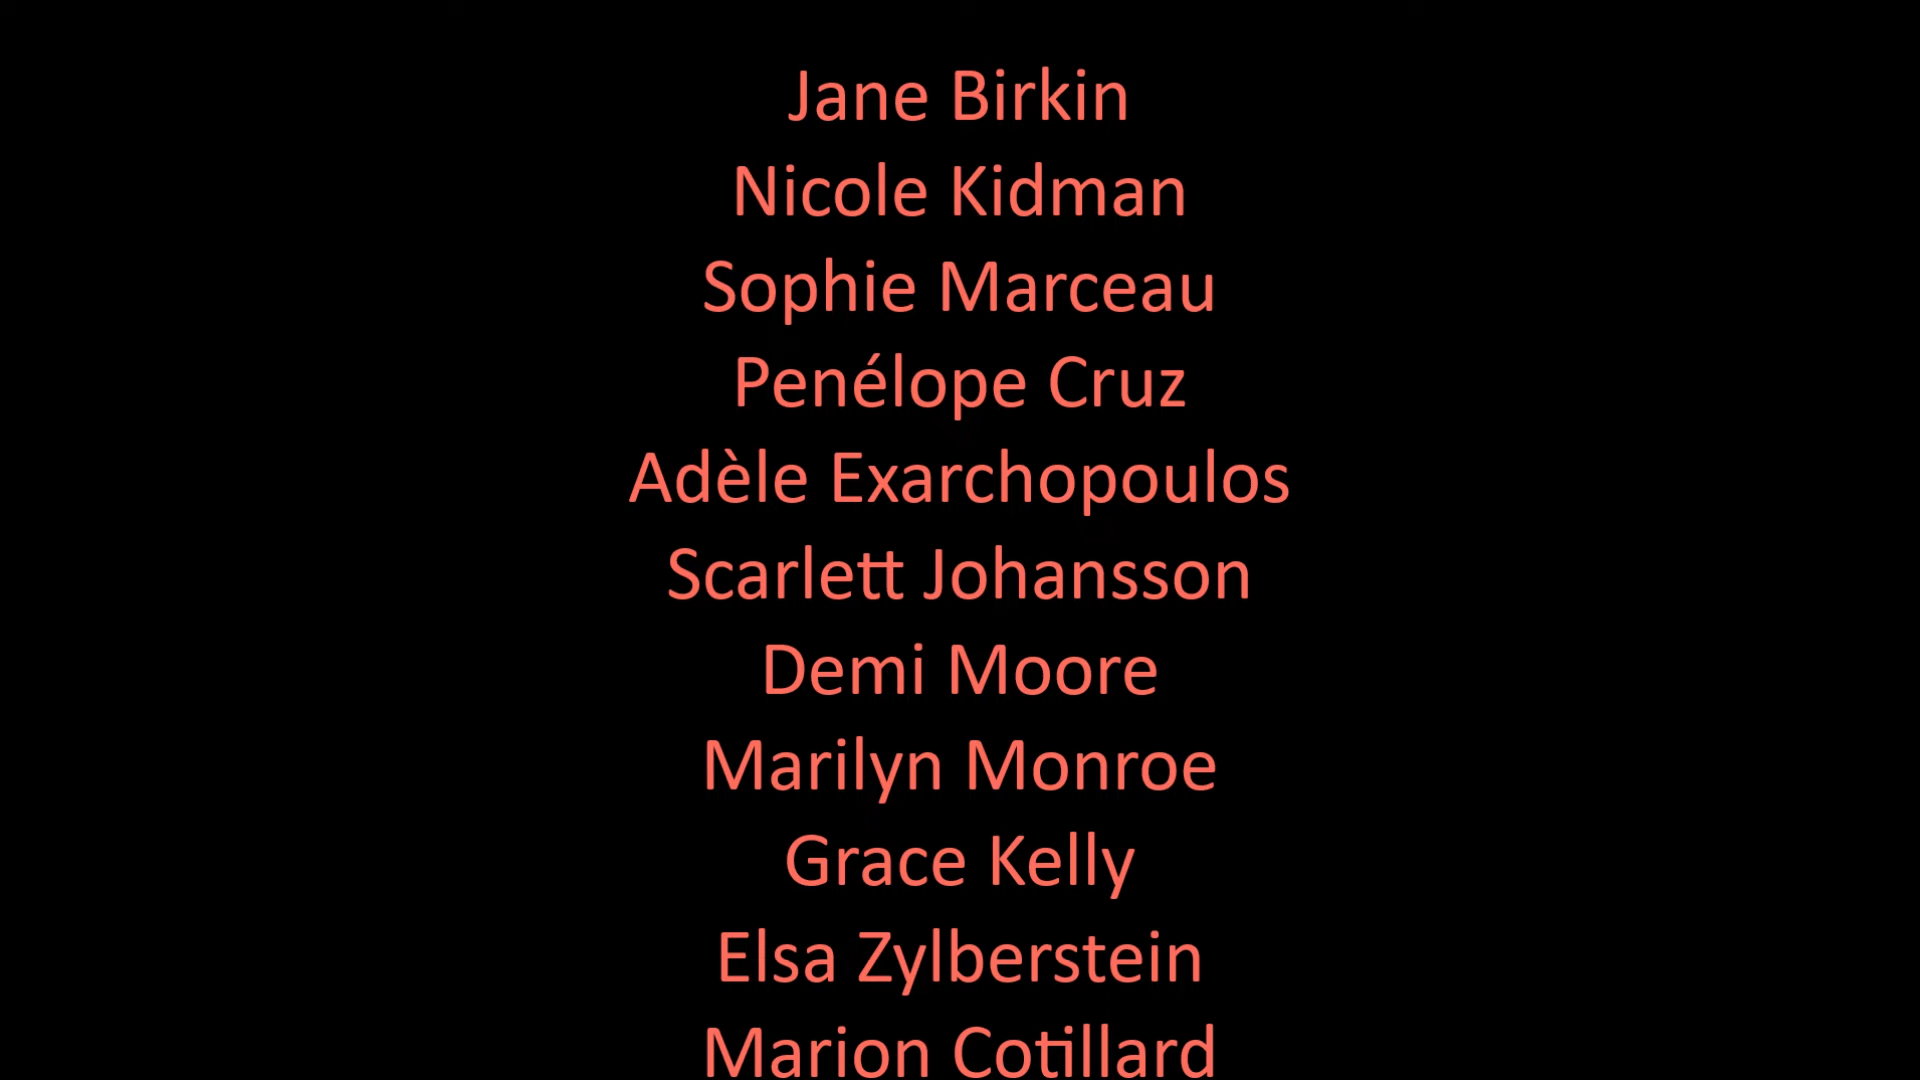 Jane Birkin
Nicole Kidman
Sophie Marceau
Penélope Cruz
Adèle Exarchopoulos
Scarlett Johansson
Demi Moore
Marilyn Monroe
Grace Kelly
Elsa Zylberstein
Marion Cotillard